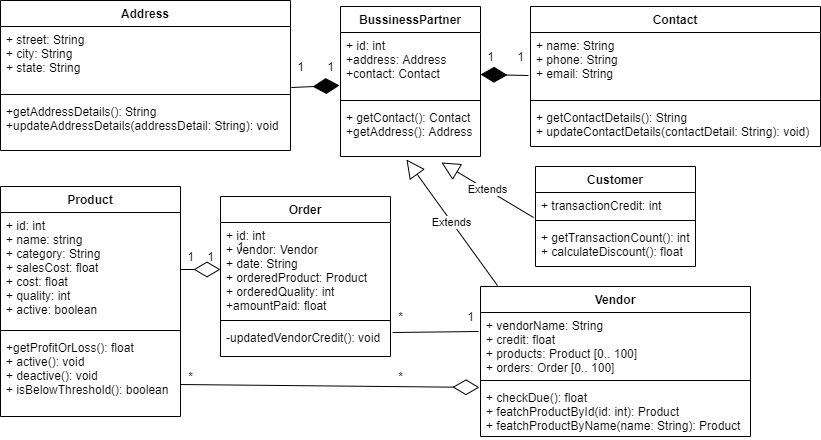 Address
+ street: String
+ city: String
+ state: String
+getAddressDetails(): String
+updateAddressDetails(addressDetail: String): void
1
1
BussinessPartner
+ id: int
+address: Address
+contact: Contact
+ getContact(): Contact
+getAddress(): Address
1
1
Contact
+ name: String
+ phone: String
+ email: String
+ getContactDetails(): String
+ updateContactDetails(contactDetail: String): void)
Extends
Extends
Customer
+ transactionCredit: int
+ getTransactionCount(): int
+ calculateDiscount(): float
Product
+ id: int
+ name: string
+ category: String
+ salesCost: float
+ cost: float
+ quality: int
+ active: boolean
+getProfitOrLoss(): float
+ active(): void
+ deactive(): void
+ isBelowThreshold(): boolean
1
1
Order
+ id: int
1
+ vendor: Vendor
+ date: String
+ orderedProduct: Product
+ orderedQuality: int
+amountPaid: float
-updatedVendorCredit(): void
*
1
*
*
Vendor
+ vendorName: String
+ credit: float
+ products: Product [0.. 100]
+ orders: Order [0.. 100]
+ checkDue(): float
+ featchProductById(id: int): Product
+ featchProductByName(name: String): Product